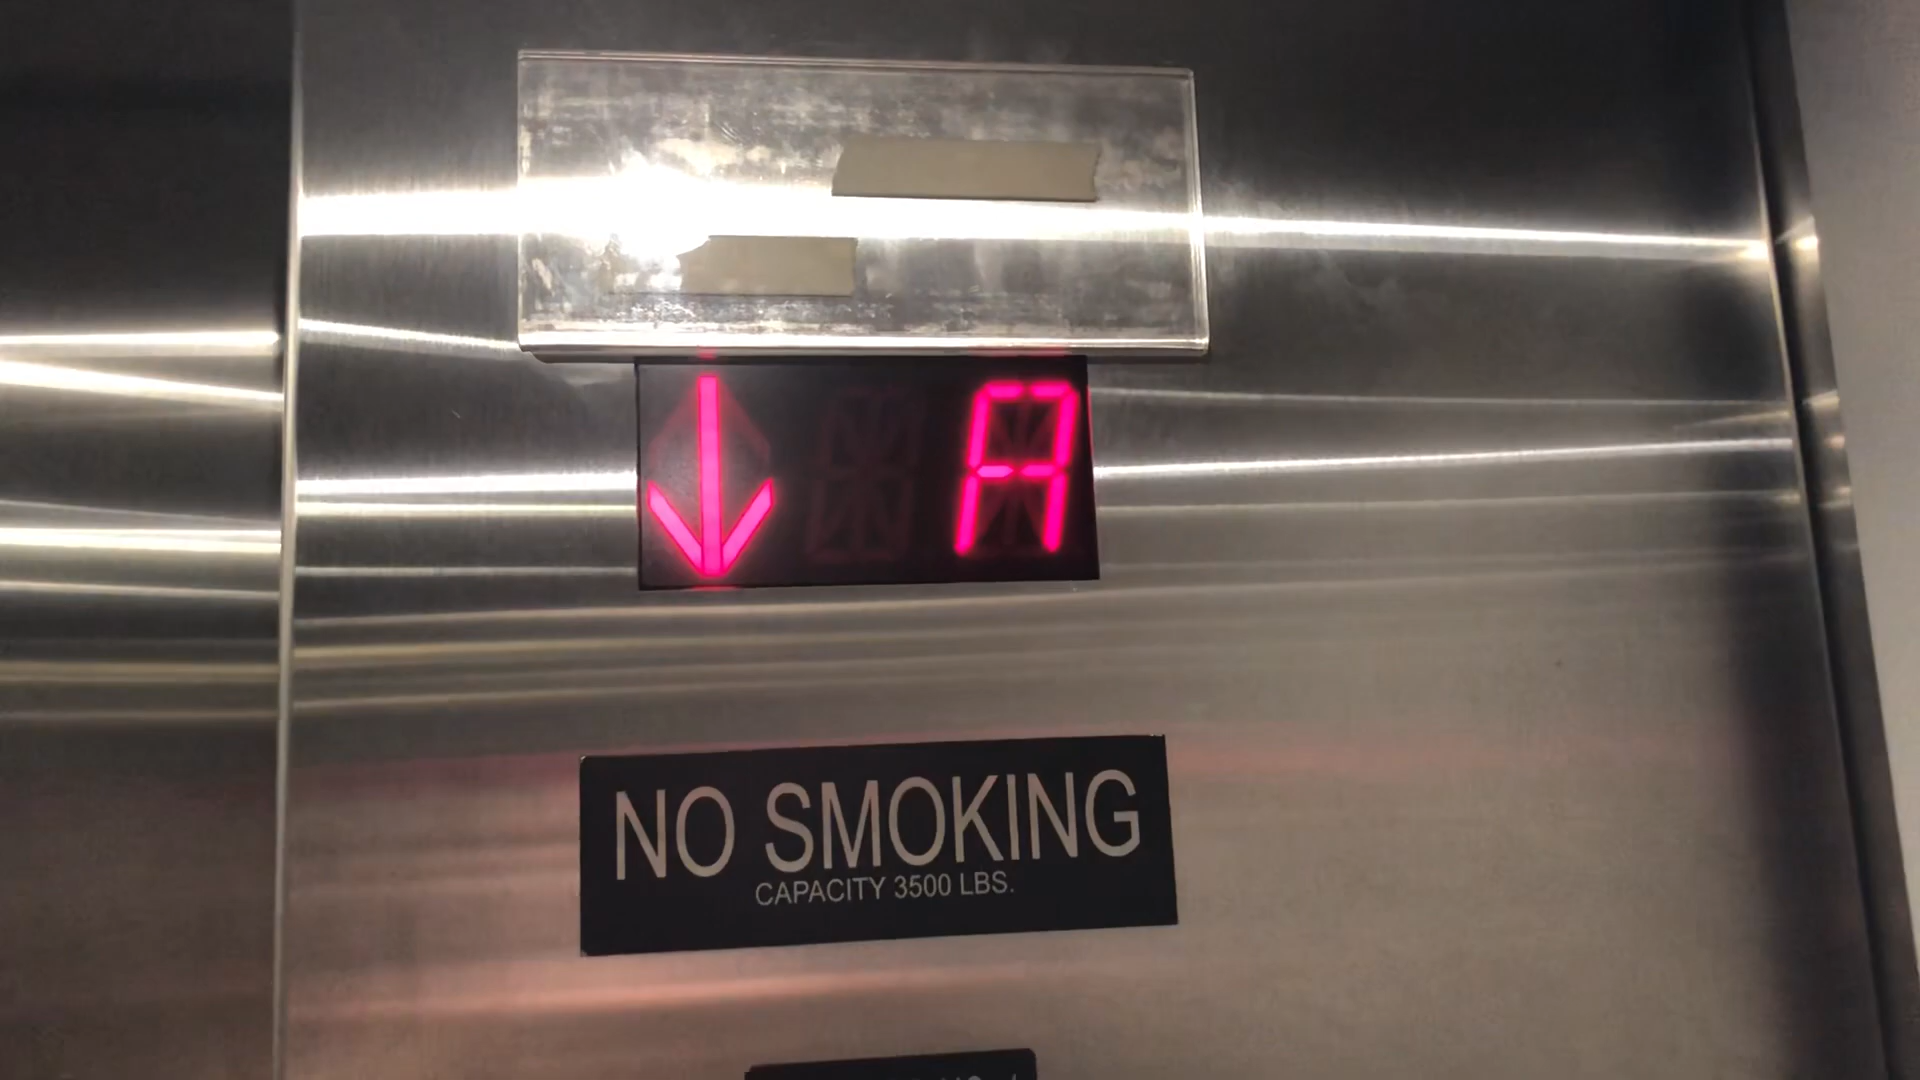 ↓ A
NO SMOKING
CAPACITY 3500 LBS.